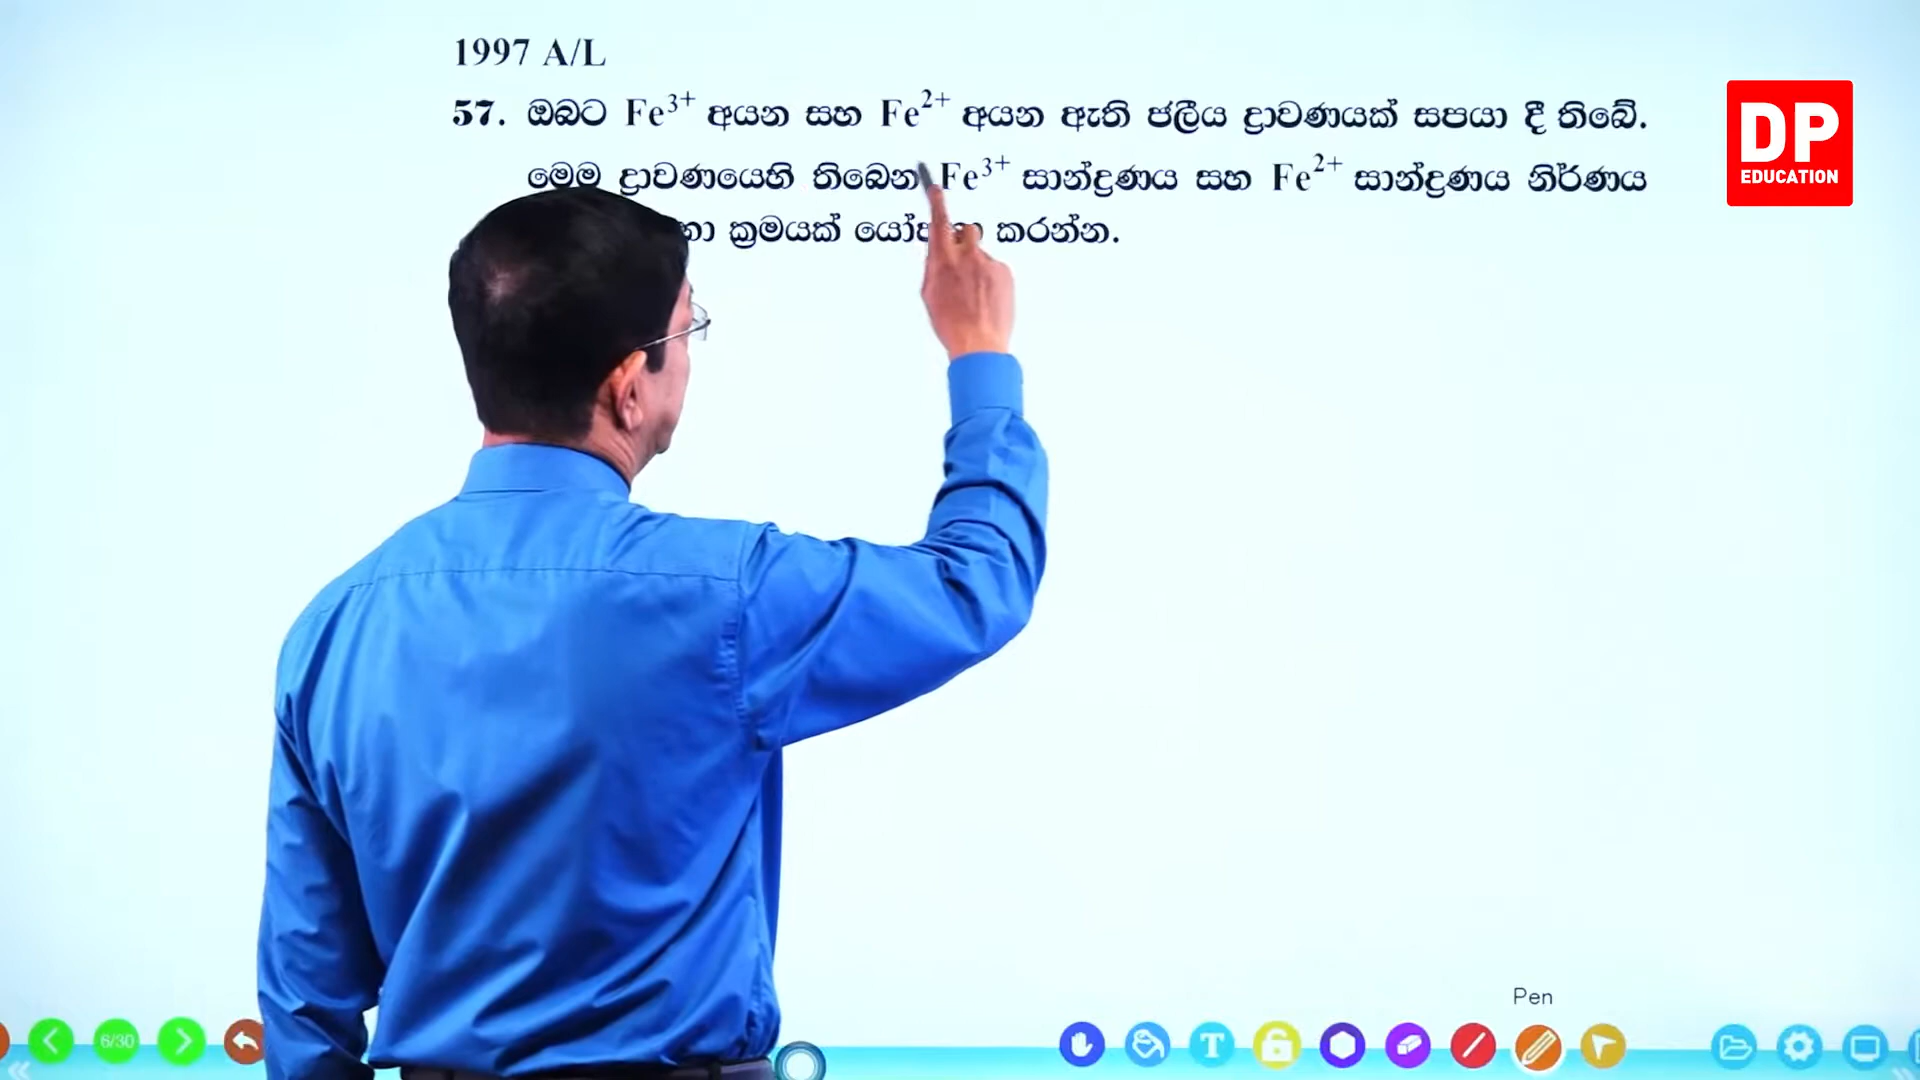 1997 A/L
57. ඔබට Fe³⁺ අයන සහ Fe²⁺ අයන ඇති ජලීය ද්‍රාවණයක් සපයා දී තිබේ.
මෙම ද්‍රාවණයෙහි තිබෙන Fe³⁺ සාන්ද්‍රණය සහ Fe²⁺ සාන්ද්‍රණය නිර්ණය
ක්‍රමයක් කරන්න.
DP
EDUCATION
Pen
6/30
T